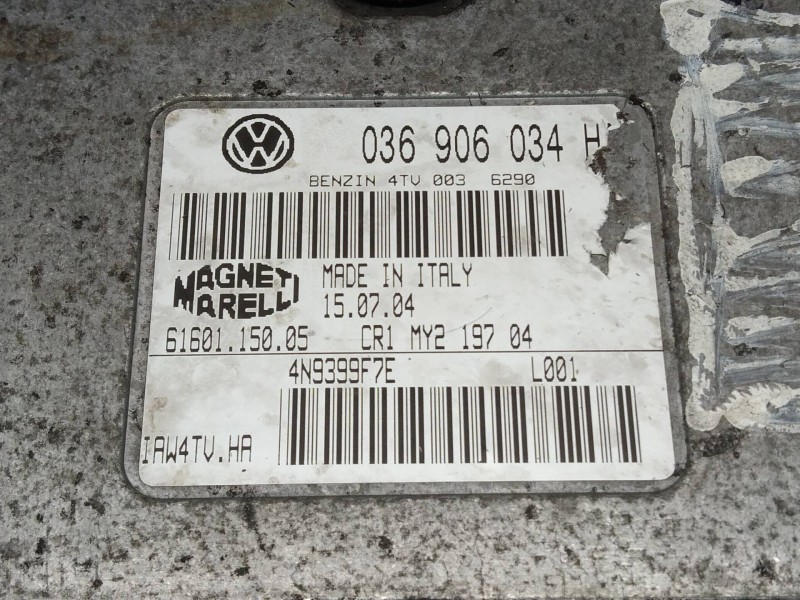 036 906 034 H
BENZIN 4TV 003 6290
MAGNETI MARELLI
MADE IN ITALY
15.07.04
61601.150.05 CR1 MY2 197 04
4N9399F7E L001
IAW4TV.HA